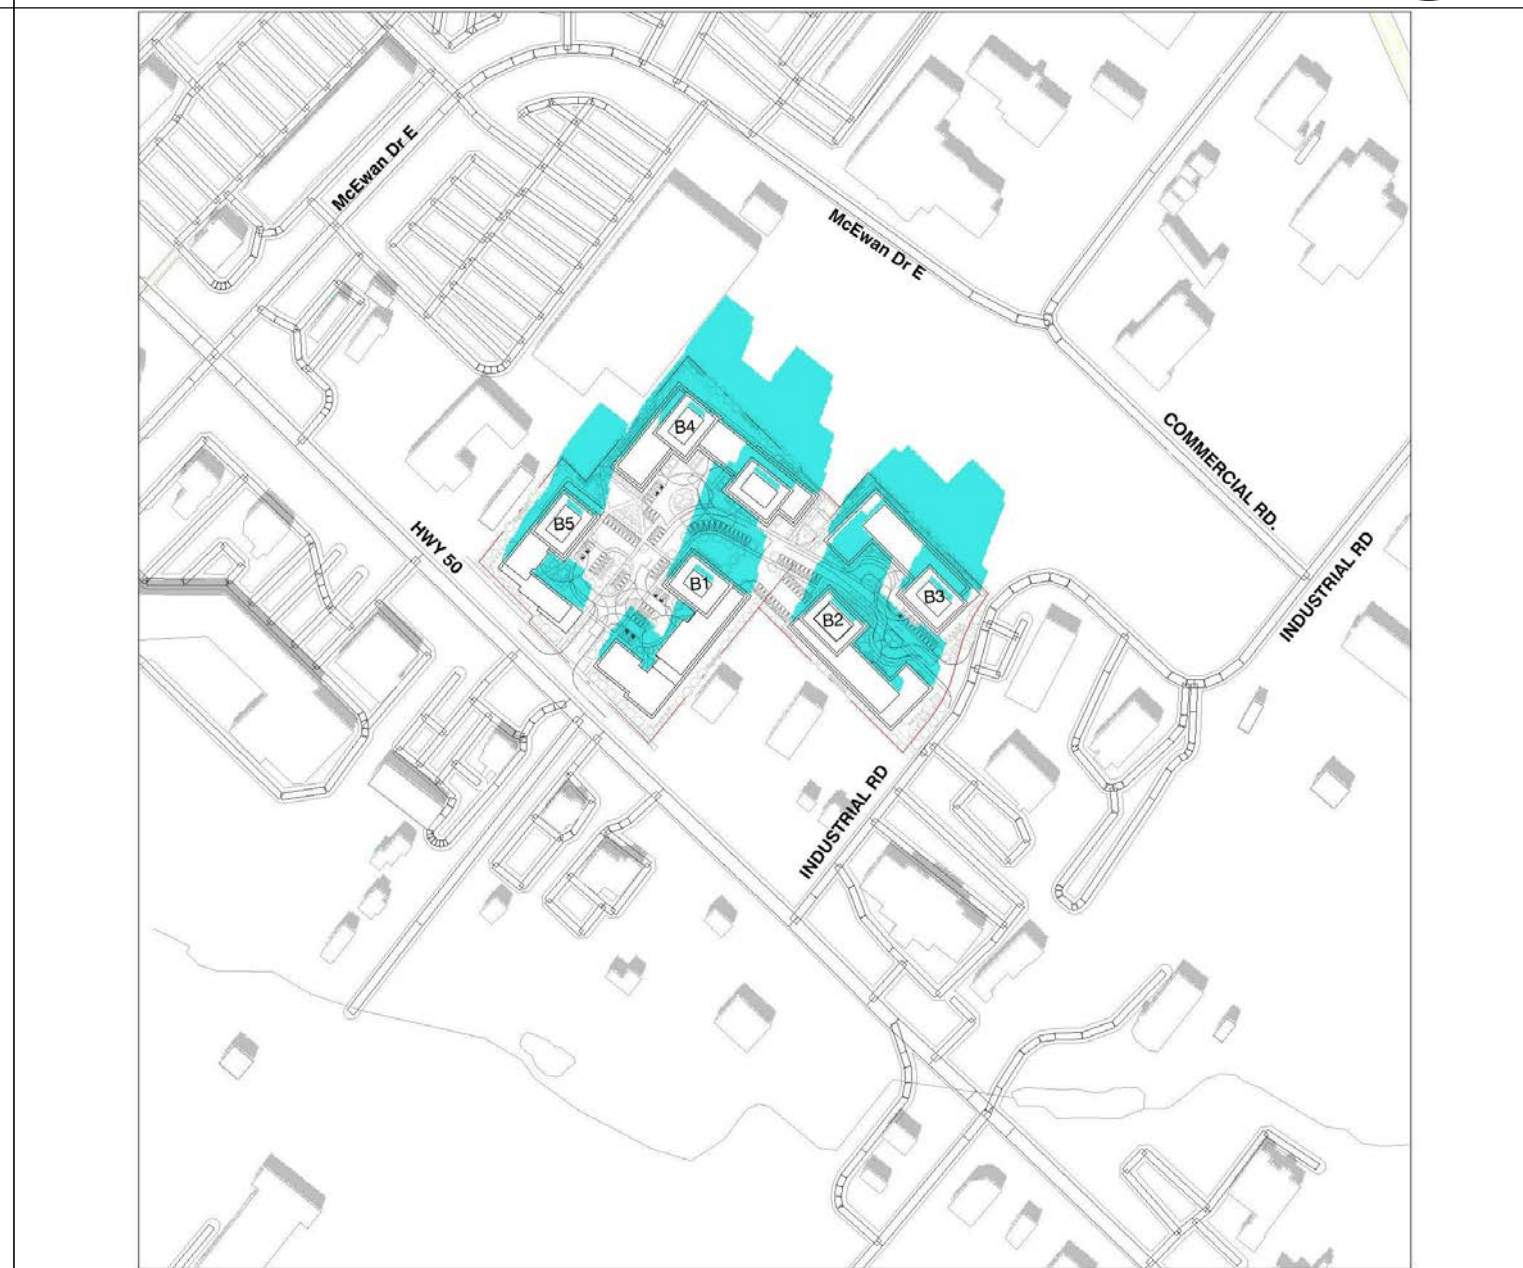 McEwan Dr E
McEwan Dr E
COMMERCIAL RD.
B4
HWY 50
B5
INDUSTRIAL RD
B1
B3
B2
INDUSTRIAL RD